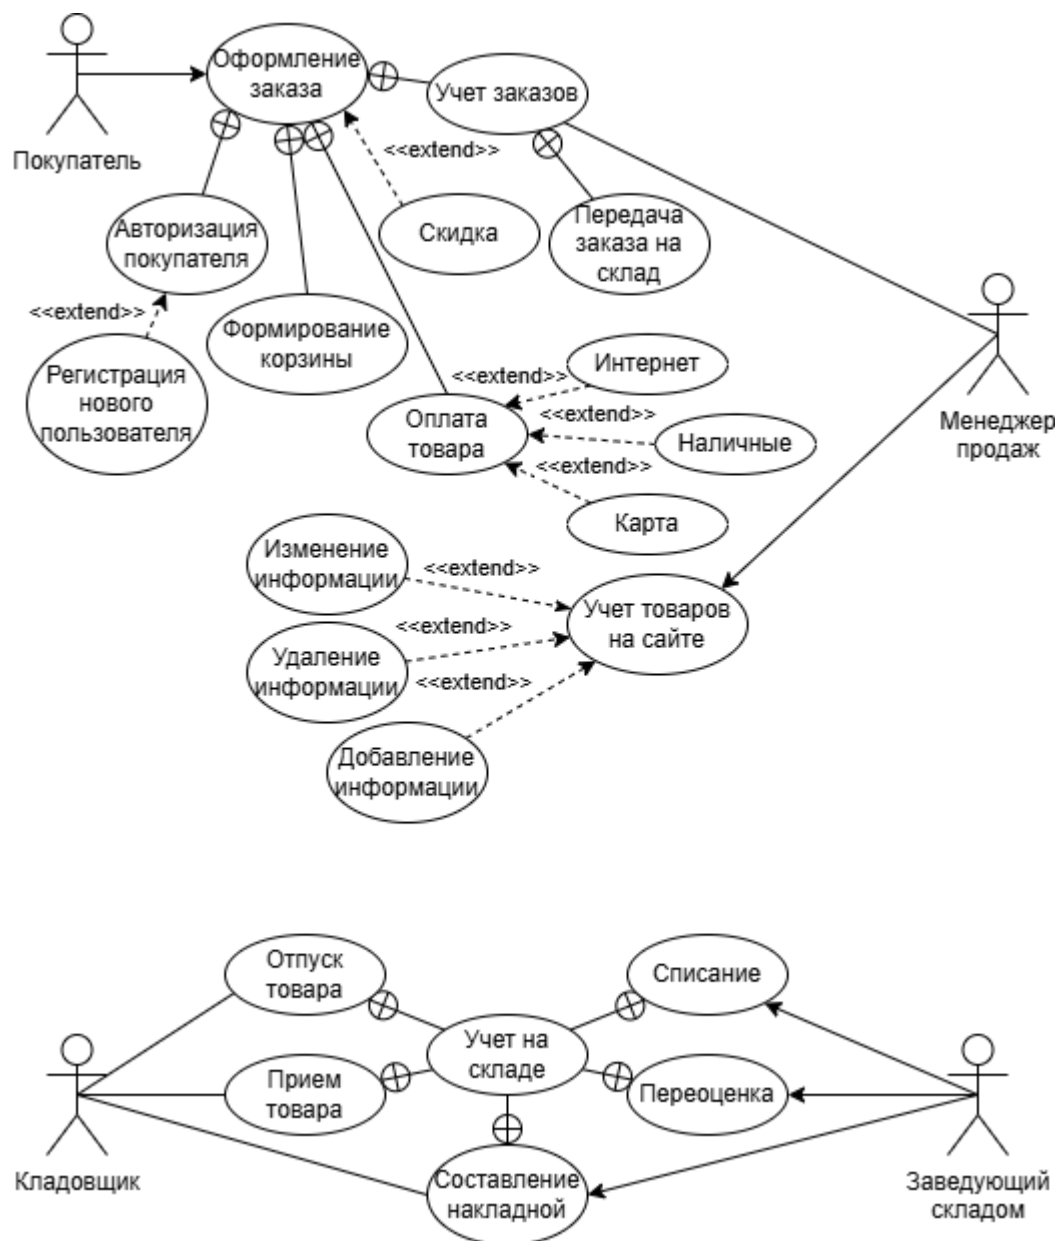 Оформление
заказа
Учет заказов
Покупатель
<<extend>>
Авторизация
покупателя
Скидка
Передача
заказа на
склад
<<extend>>
Формирование
корзины
Регистрация
нового
пользователя
Интернет
<<extend>>
Оплата
товара
<<extend>>
Наличные
<<extend>>
Карта
Менеджер
продаж
Изменение
информации
<<extend>>
Учет товаров
на сайте
<<extend>>
Удаление
информации
<<extend>>
Добавление
информации
Отпуск
товара
Списание
Учет на
складе
Прием
товара
Переоценка
Кладовщик
Составление
накладной
Заведующий
складом